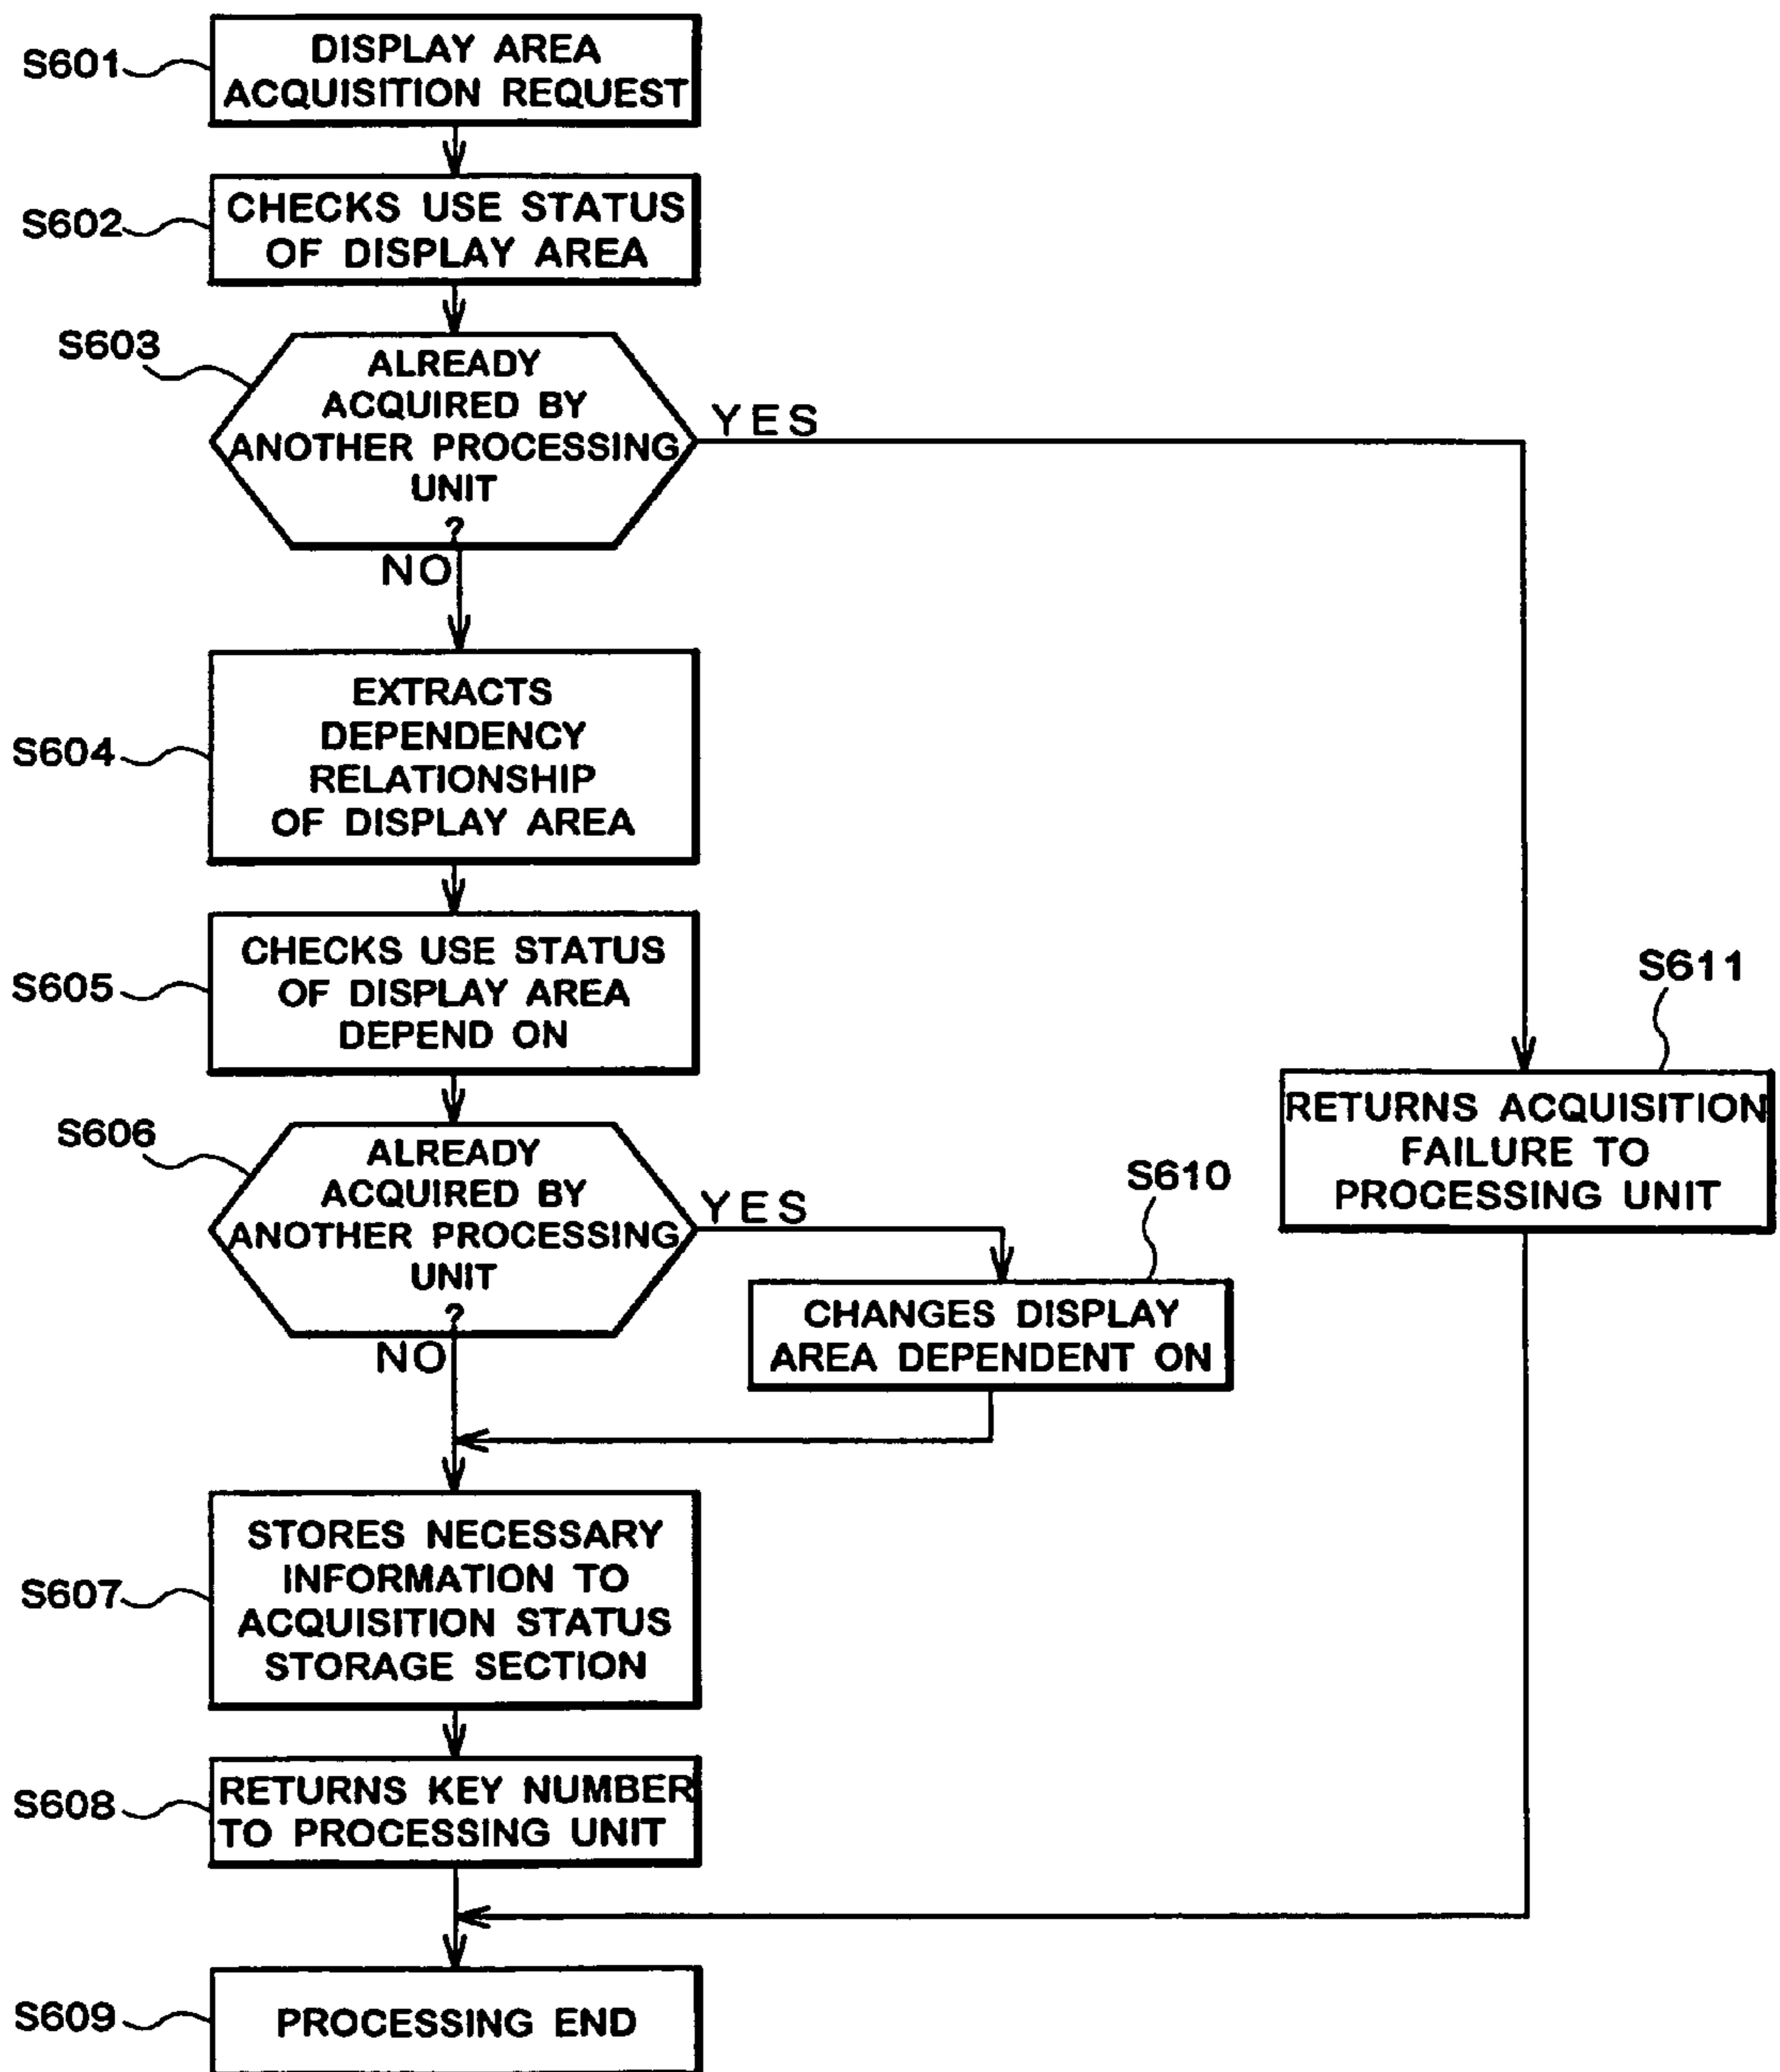 S601
DISPLAY AREA
ACQUISITION REQUEST
S602
CHECKS USE STATUS
OF DISPLAY AREA
S603
ALREADY
ACQUIRED BY
ANOTHER PROCESSING
UNIT
?
YES
NO
S604
EXTRACTS
DEPENDENCY
RELATIONSHIP
OF DISPLAY AREA
S605
CHECKS USE STATUS
OF DISPLAY AREA
DEPEND ON
S606
ALREADY
ACQUIRED BY
ANOTHER PROCESSING
UNIT
?
YES
NO
S610
CHANGES DISPLAY
AREA DEPENDENT ON
S611
RETURNS ACQUISITION
FAILURE TO
PROCESSING UNIT
S607
STORES NECESSARY
INFORMATION TO
ACQUISITION STATUS
STORAGE SECTION
S608
RETURNS KEY NUMBER
TO PROCESSING UNIT
S609
PROCESSING END